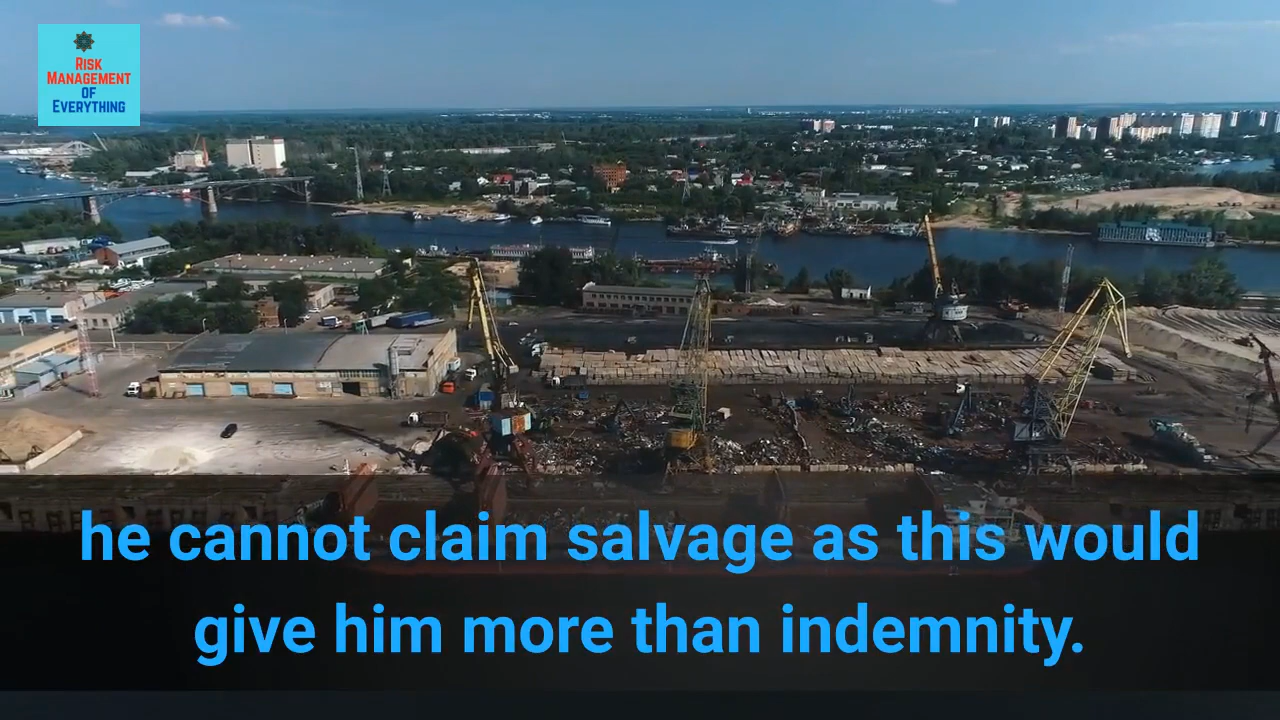 Risk
Management
of
Everything
he cannot claim salvage as this would
give him more than indemnity.